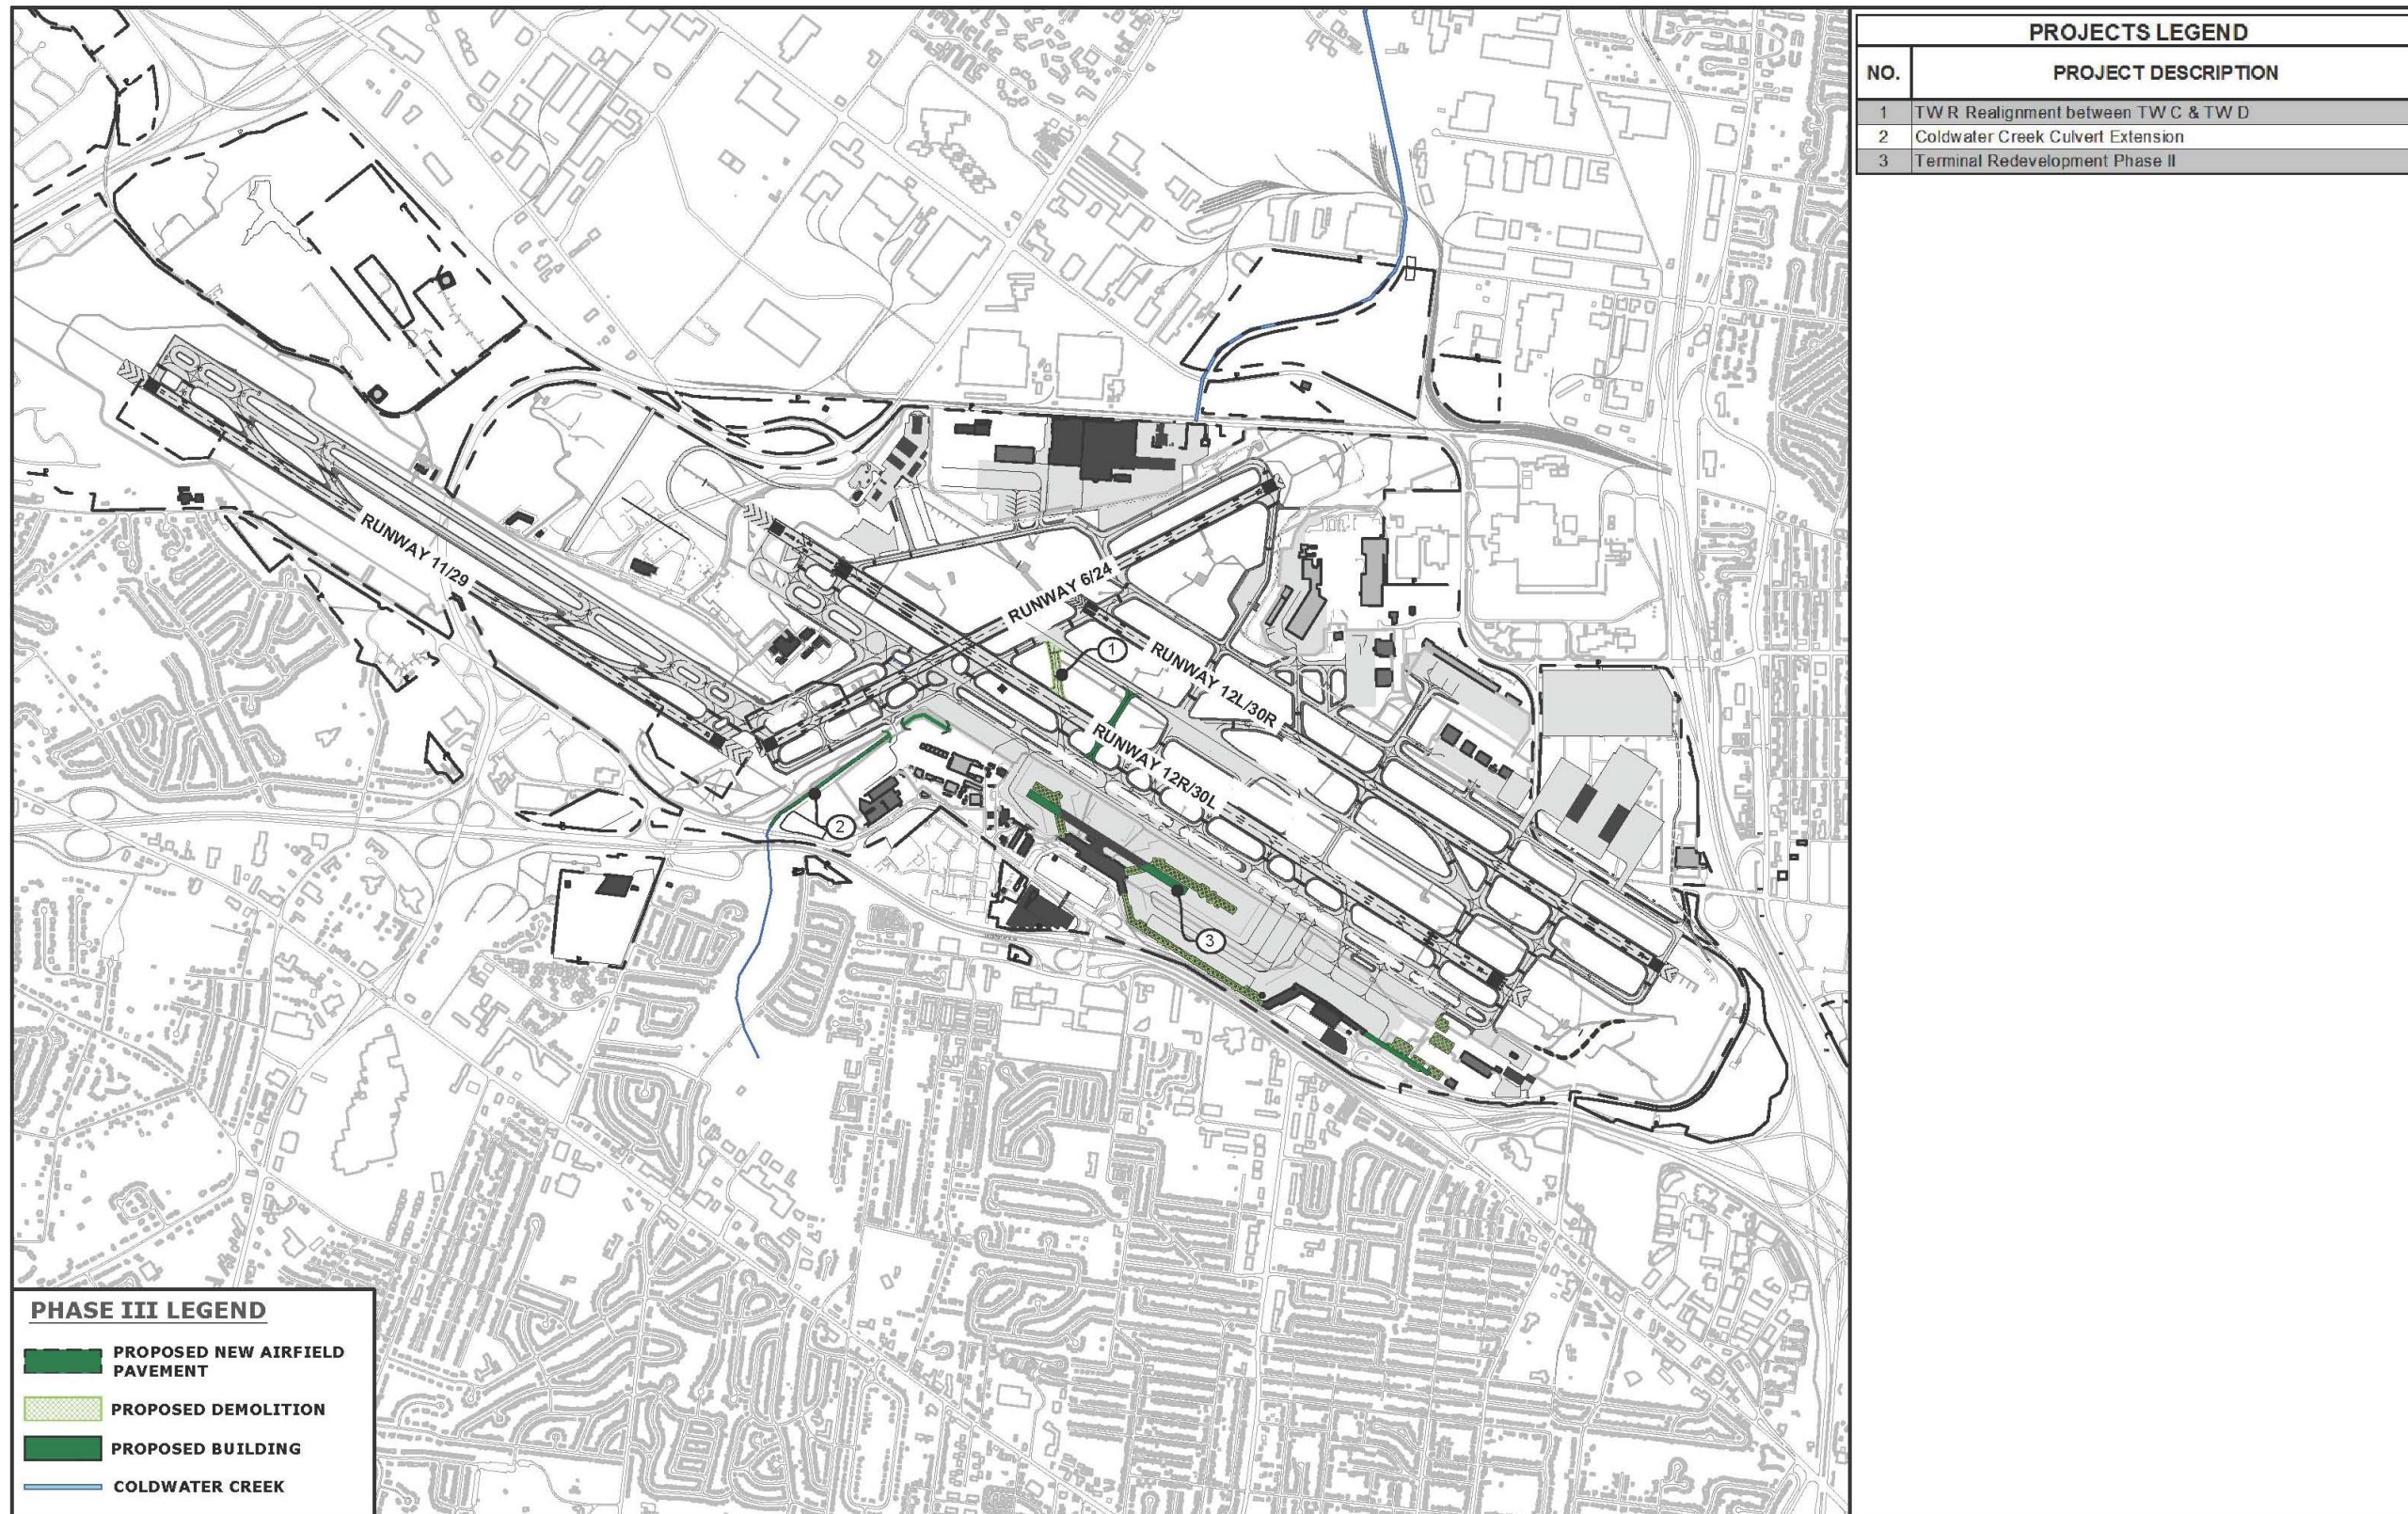 PROJECTS LEGEND
NO. PROJECT DESCRIPTION
1 TW R Realignment between TW C & TW D
2 Coldwater Creek Culvert Extension
3 Terminal Redevelopment Phase II
RUNWAY 11/29
RUNWAY 6/24
1
RUNWAY 12L/30R
RUNWAY 12R/30L
2
3
PHASE III LEGEND
PROPOSED NEW AIRFIELD
PAVEMENT
PROPOSED DEMOLITION
PROPOSED BUILDING
COLDWATER CREEK